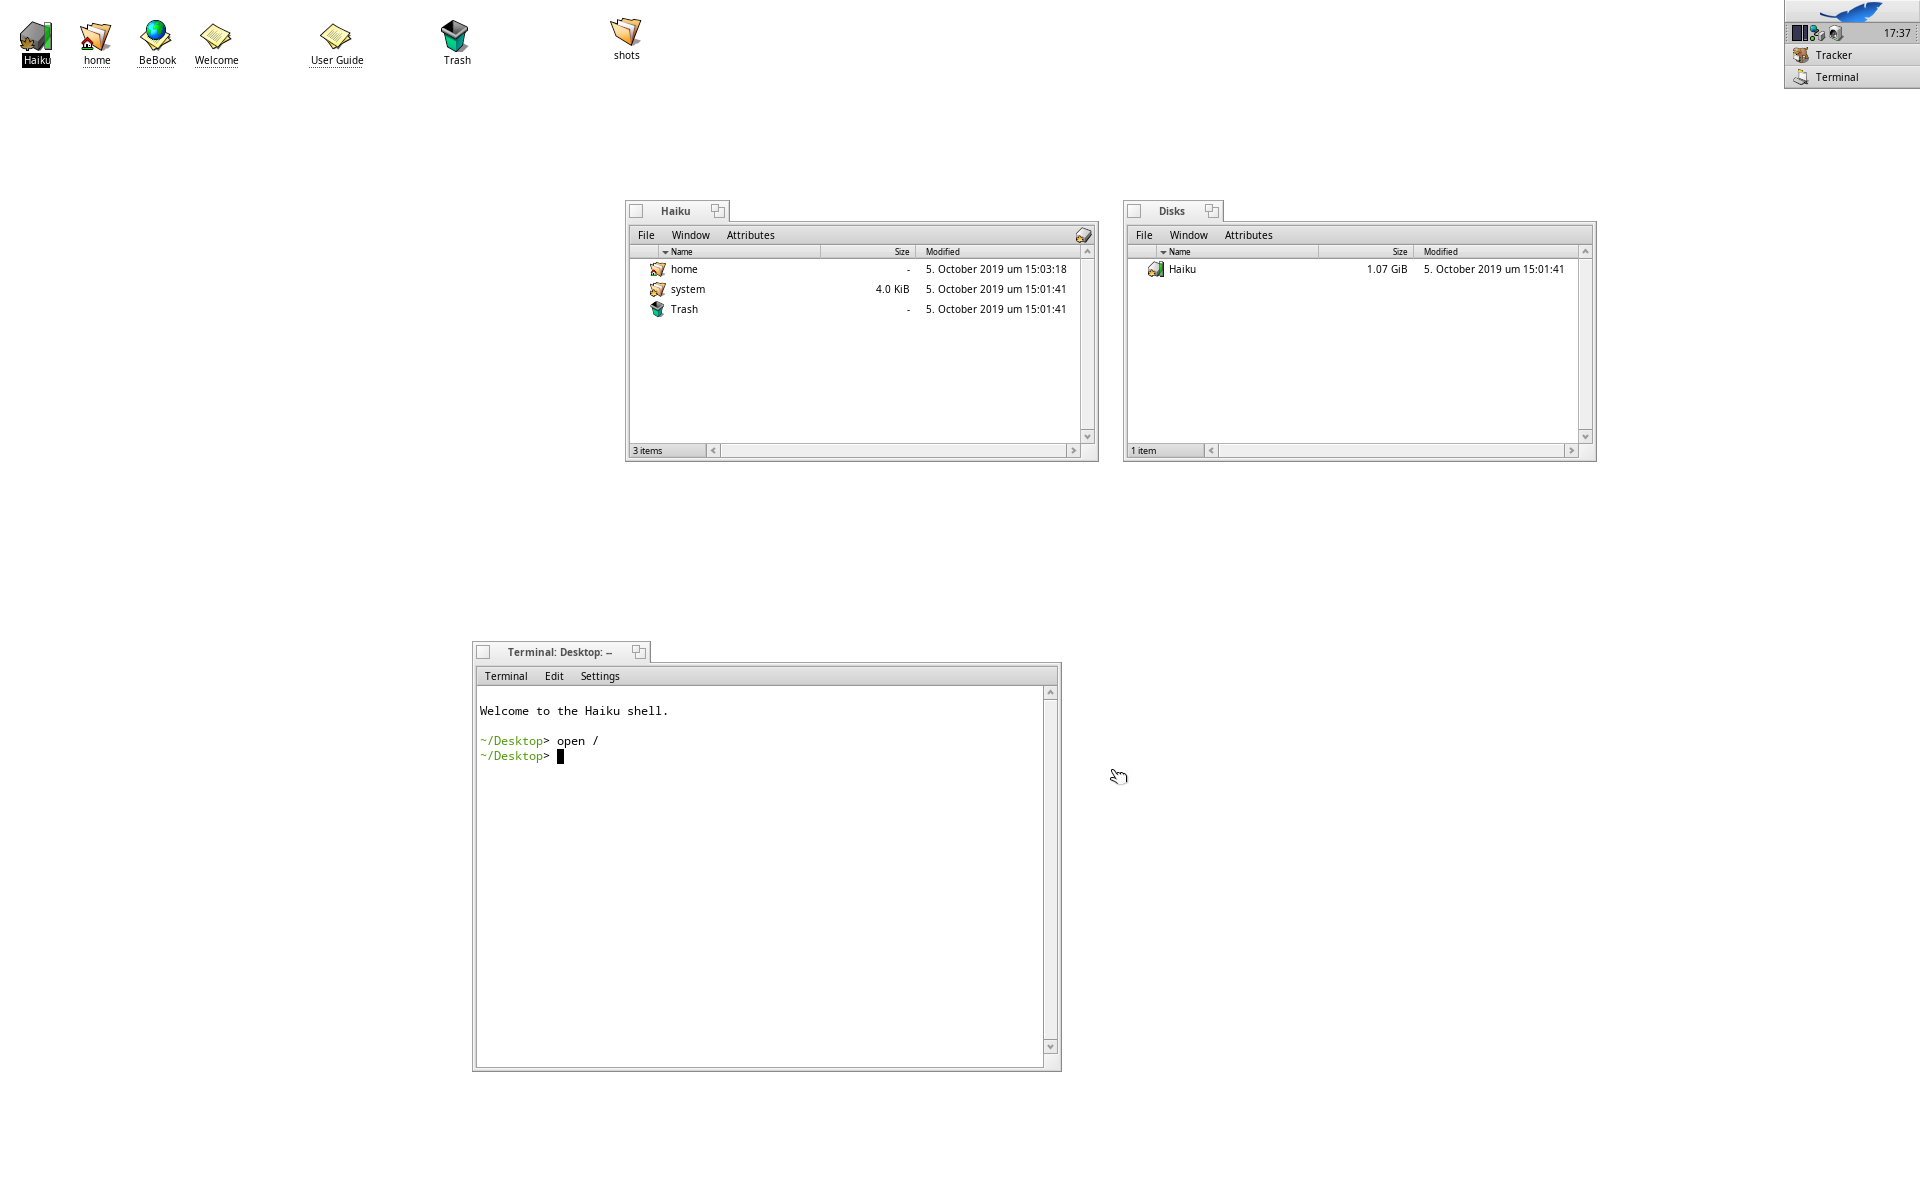 Haiku
home
BeBook
Welcome
User Guide
Trash
shots
17:37
Tracker
Terminal
Haiku
File Window Attributes
Name Size Modified
home - 5. October 2019 um 15:03:18
system 4.0 KiB 5. October 2019 um 15:01:41
Trash - 5. October 2019 um 15:01:41
3 items
Disks
File Window Attributes
Name Size Modified
Haiku 1.07 GiB 5. October 2019 um 15:01:41
1 item
Terminal: Desktop: --
Terminal Edit Settings
Welcome to the Haiku shell.
~/Desktop> open /
~/Desktop>